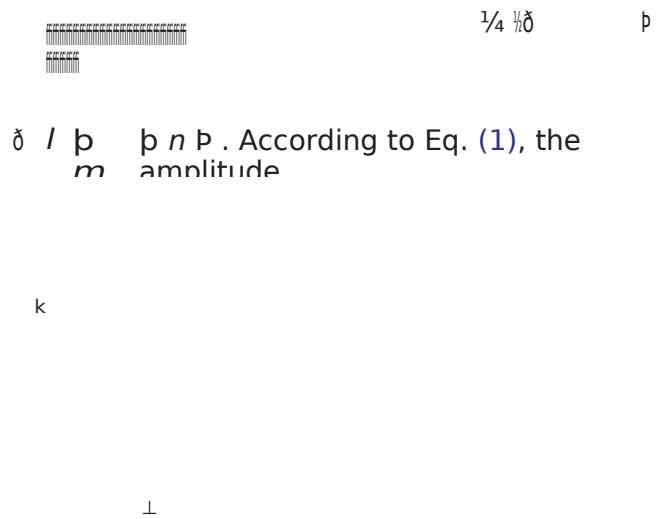 ¼ ½ð þ
ð l þ þ n Þ . According to Eq. (1), the
m amplitude
k
⊥